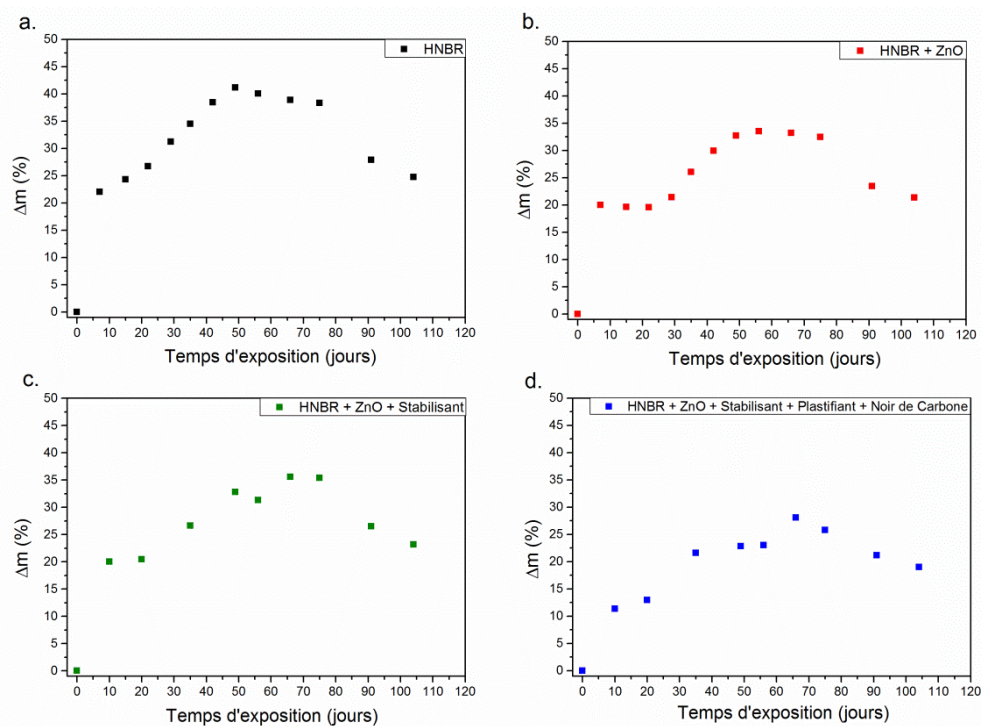 a.
HNBR
50
45
40
35
30
25
20
15
10
5
0
Δm (%)
0 10 20 30 40 50 60 70 80 90 100 110 120
Temps d'exposition (jours)
b.
HNBR + ZnO
50
45
40
35
30
25
20
15
10
5
0
Δm (%)
0 10 20 30 40 50 60 70 80 90 100 110 120
Temps d'exposition (jours)
c.
HNBR + ZnO + Stabilisant
50
45
40
35
30
25
20
15
10
5
0
Δm (%)
0 10 20 30 40 50 60 70 80 90 100 110 120
Temps d'exposition (jours)
d.
HNBR + ZnO + Stabilisant + Plastifiant + Noir de Carbone
50
45
40
35
30
25
20
15
10
5
0
Δm (%)
0 10 20 30 40 50 60 70 80 90 100 110 120
Temps d'exposition (jours)